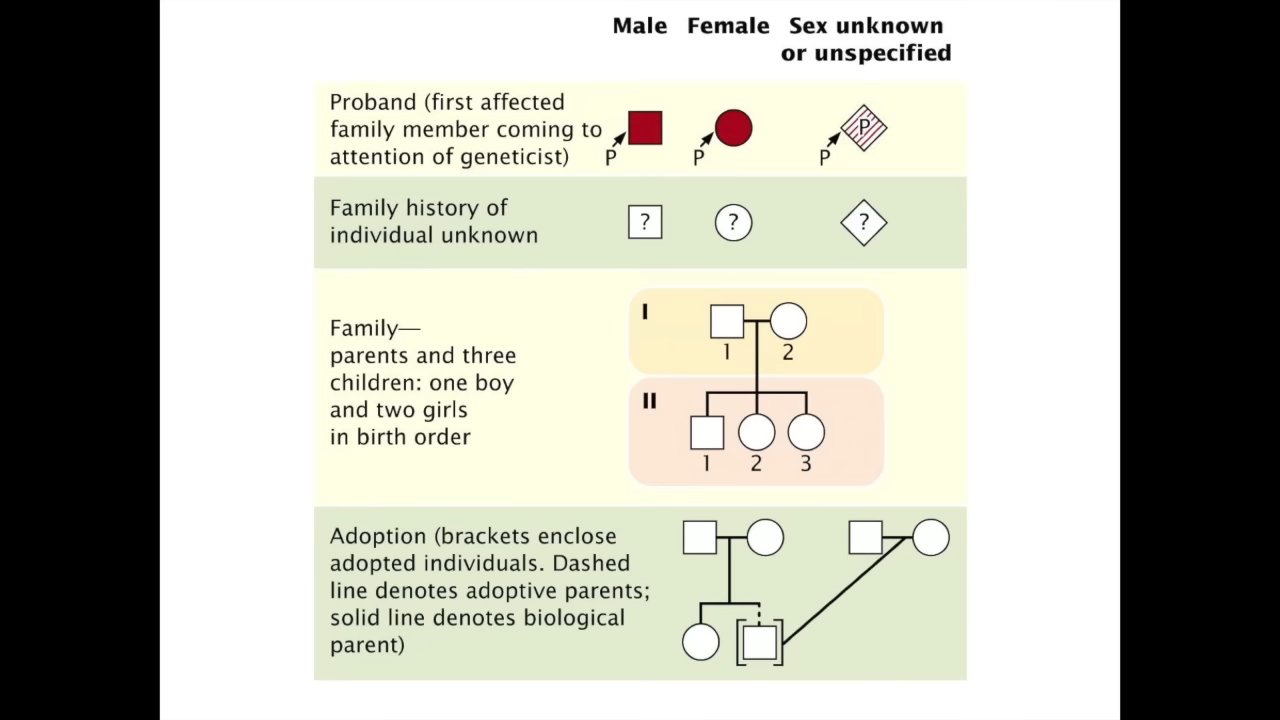 Male Female Sex unknown
or unspecified
Proband (first affected
family member coming to
attention of geneticist)
P P P P
Family history of
individual unknown
? ? ?
Family—
parents and three
children: one boy
and two girls
in birth order
I
1 2
II
1 2 3
Adoption (brackets enclose
adopted individuals. Dashed
line denotes adoptive parents;
solid line denotes biological
parent)